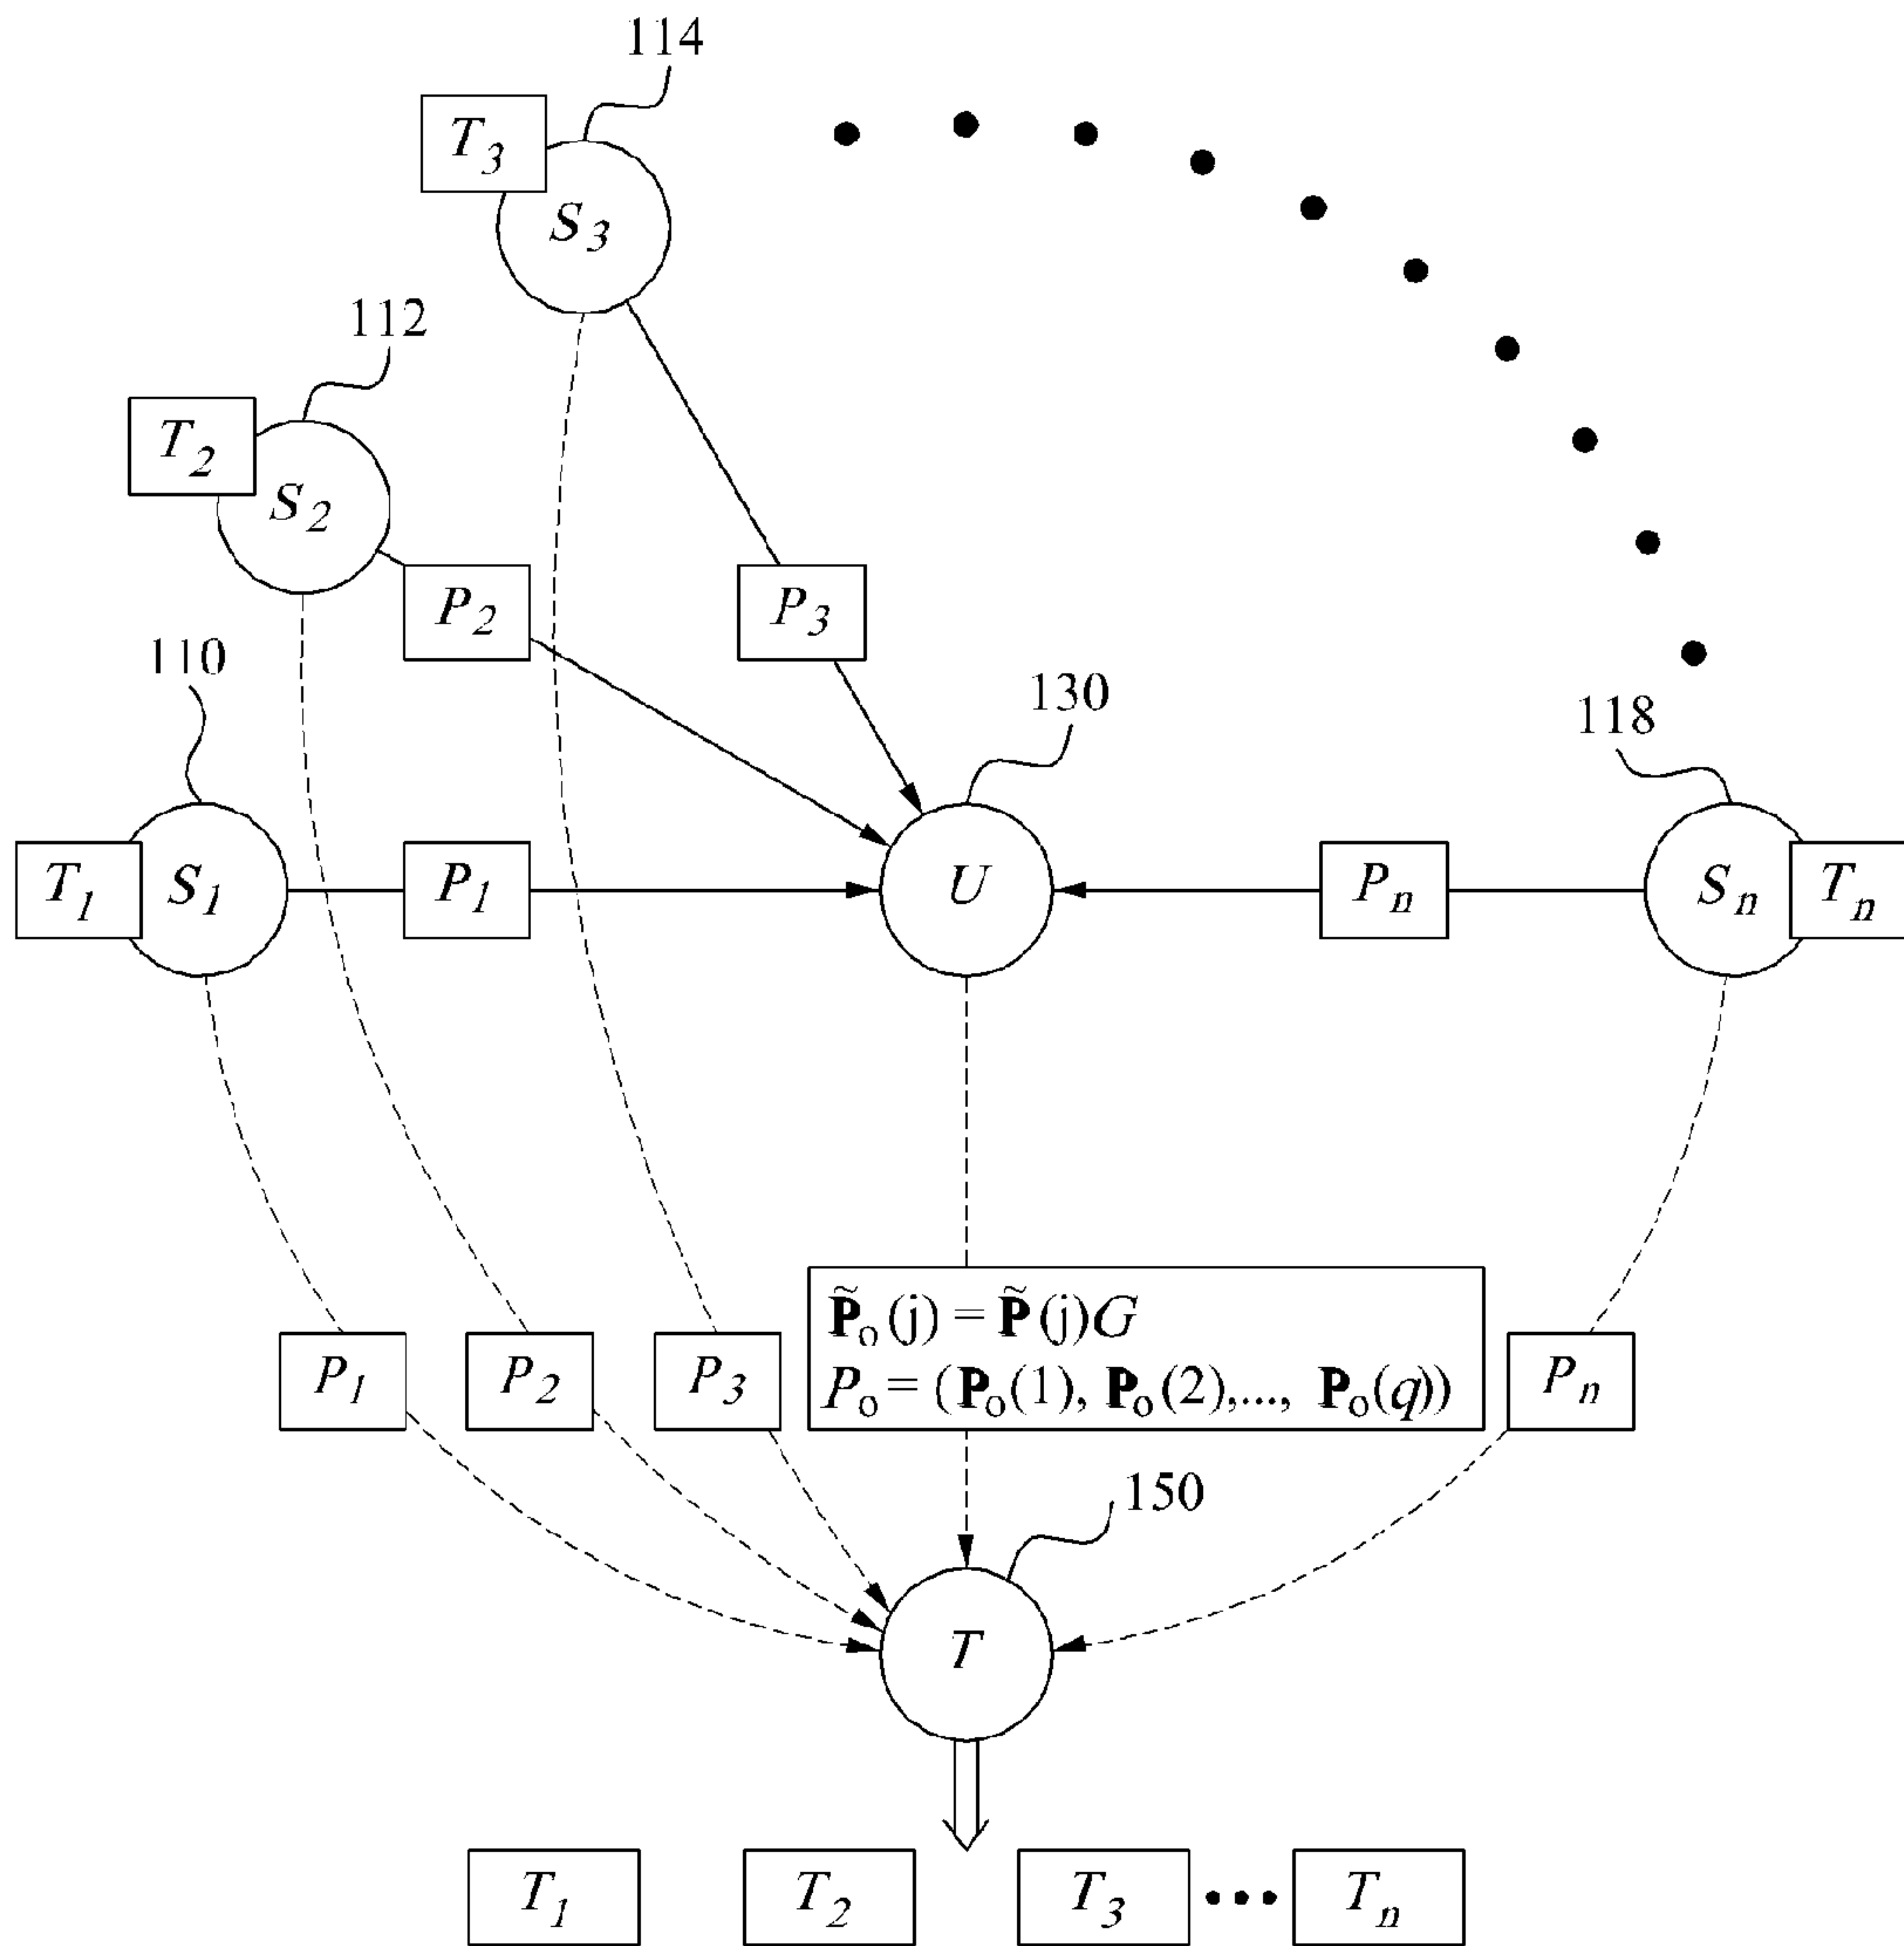 114
T3
S3
112
T2
S2
P2
P3
110
130
118
T1
S1
P1
U
Pn
Sn
Tn
P̃o(j) = P̃(j)G
Po = (Po(1), Po(2),..., Po(q))
P1
P2
P3
Pn
150
T
T1 T2 T3 ••• Tn